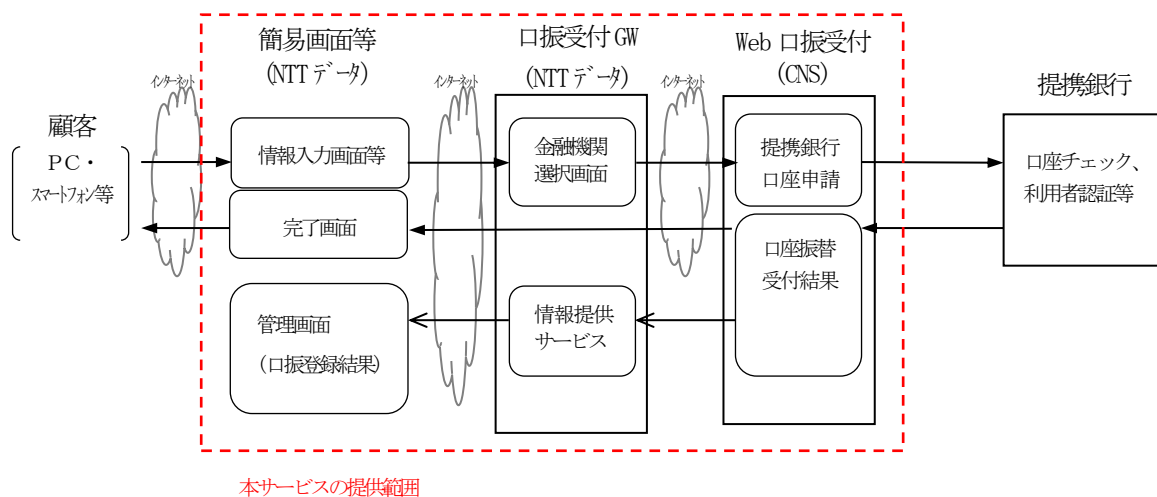 簡易画面等
(NTTデータ)
口振受付GW
(NTTデータ)
Web口振受付
(CNS)
提携銀行
インターネット
インターネット
インターネット
顧客
PC・
スマートフォン等
情報入力画面等
金融機関
選択画面
提携銀行
口座申請
口座チェック、
利用者認証等
完了画面
口座振替
受付結果
管理画面
(口振登録結果)
情報提供
サービス
本サービスの提供範囲